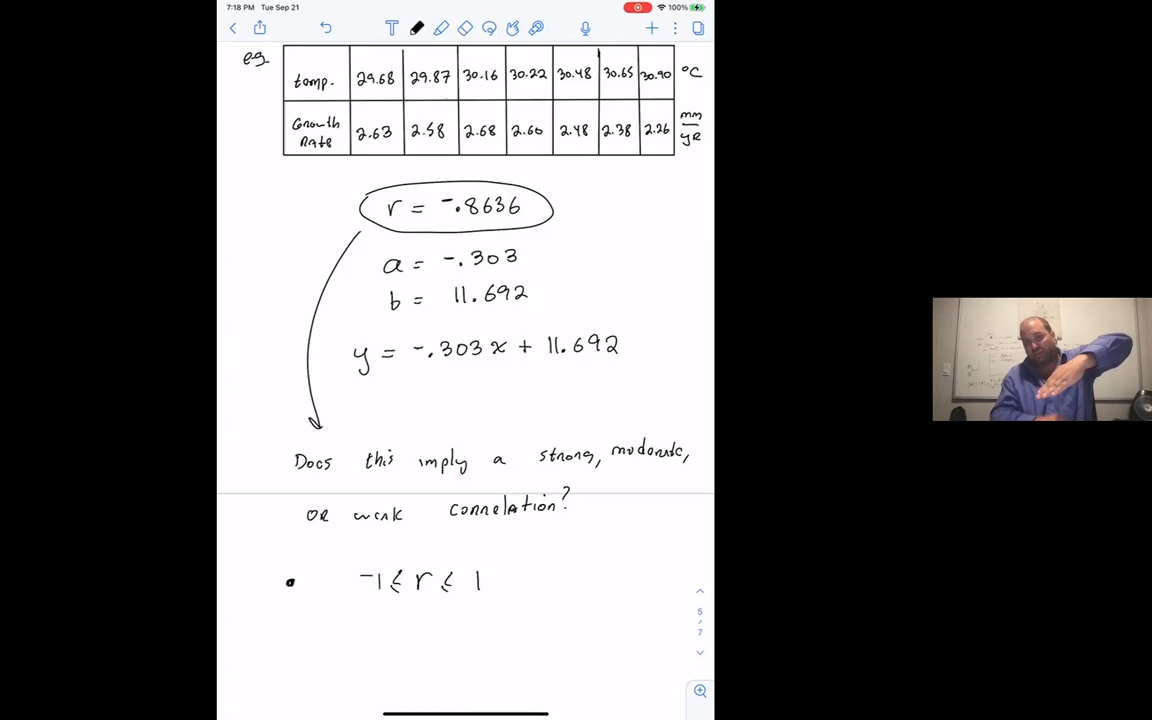 7:18 PM Tue Sep 21
100%
eg
temp. 29.68 29.87 30.16 30.22 30.48 30.65 30.90 °C
Growth Rate 2.63 2.58 2.68 2.60 2.48 2.38 2.26 mm/yR
r = -.8636
a = -.303
b = 11.692
y = -.303x + 11.692
Does this imply a strong, moderate,
OR weak correlation?
-1 ≤ r ≤ 1
5
/
7